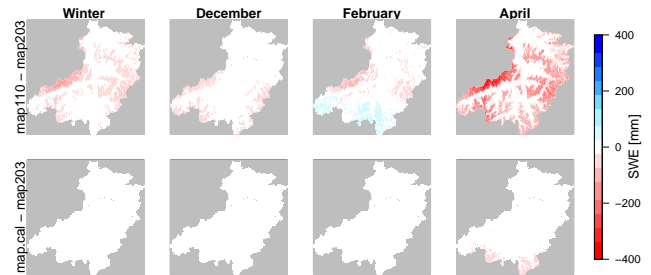 Winter
December
February
April
map110 − map203
map.cal − map203
400
200
0
−200
−400
SWE [mm]